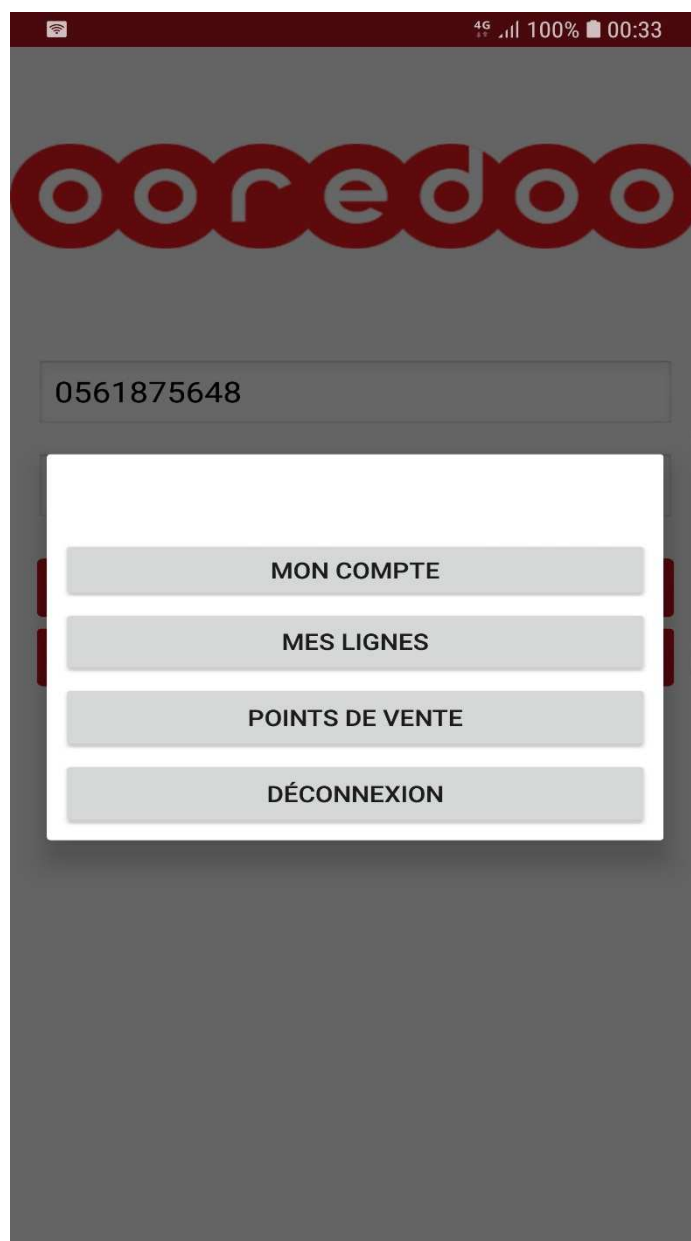 4G 100% 00:33
ooredoo
0561875648
MON COMPTE
MES LIGNES
POINTS DE VENTE
DÉCONNEXION